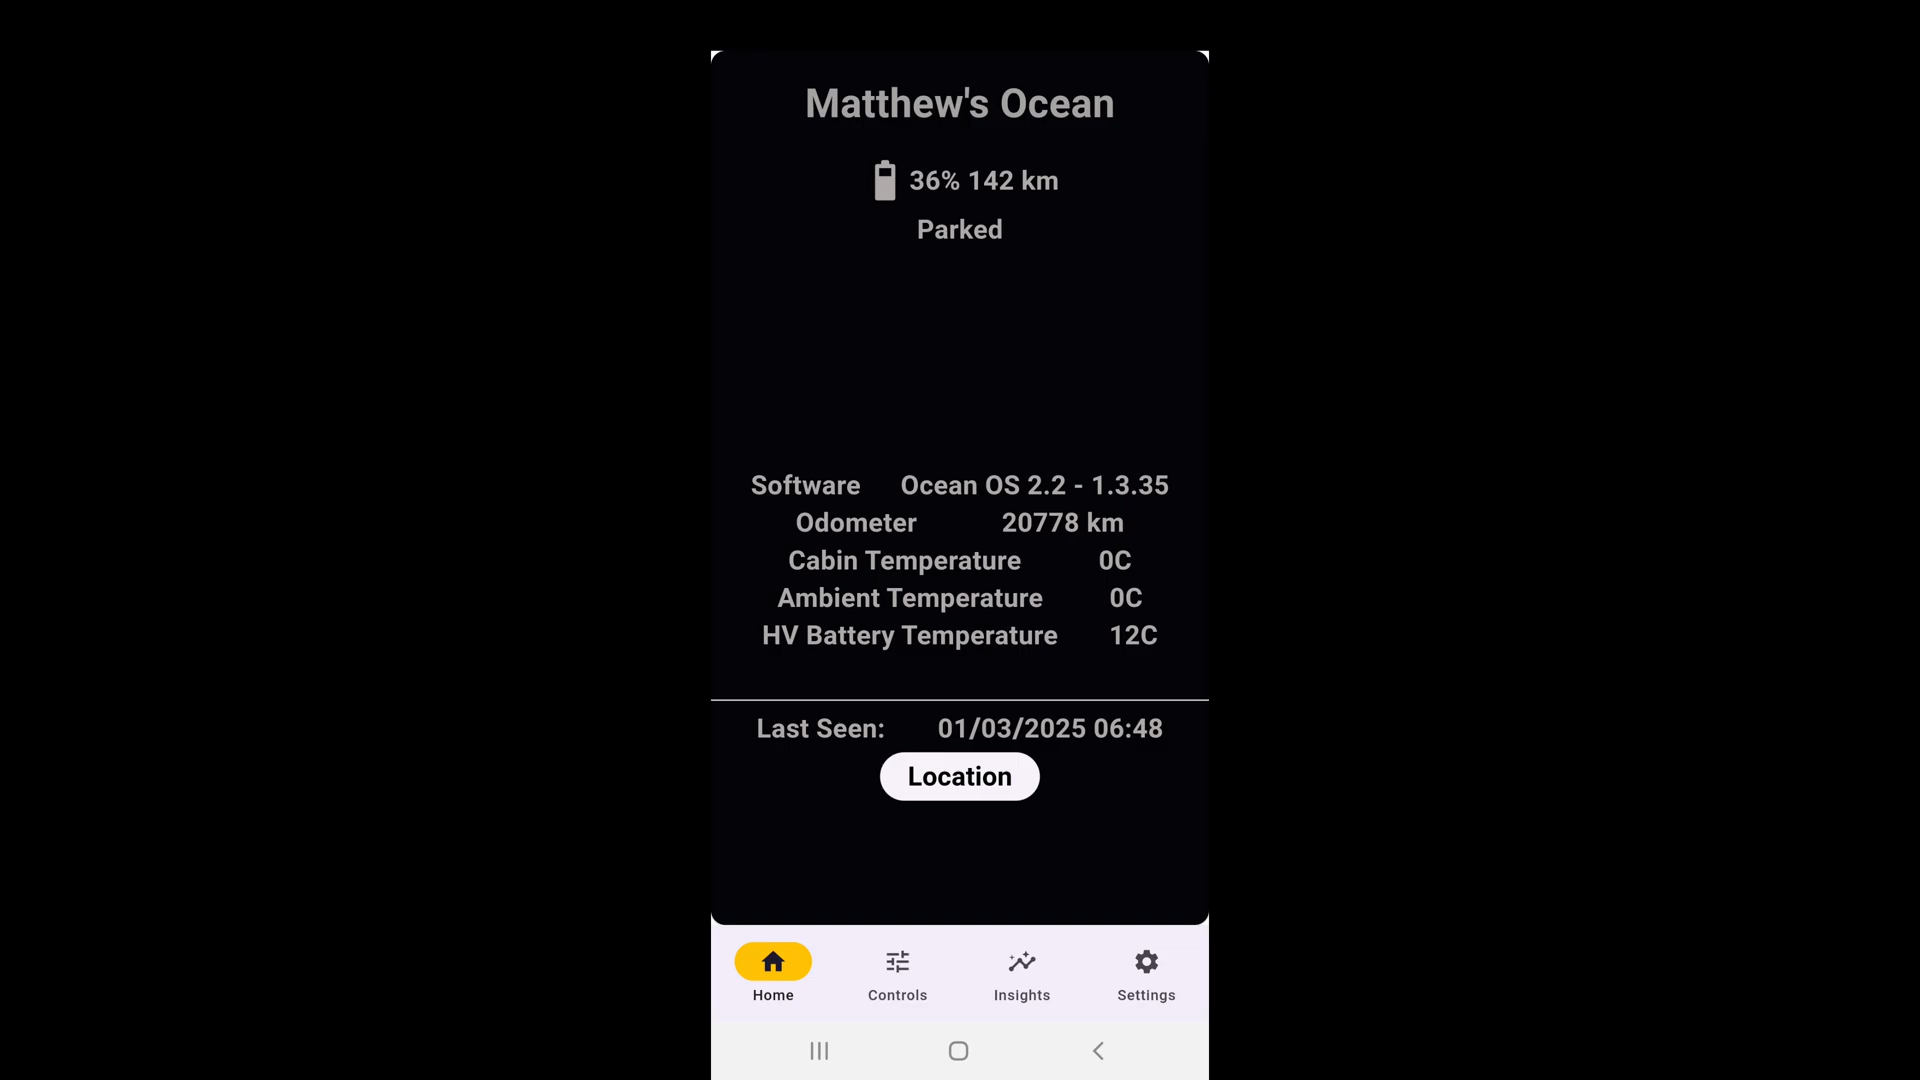 Matthew's Ocean
36% 142 km
Parked
Software Ocean OS 2.2 - 1.3.35
Odometer 20778 km
Cabin Temperature 0C
Ambient Temperature 0C
HV Battery Temperature 12C
Last Seen: 01/03/2025 06:48
Location
Home Controls Insights Settings